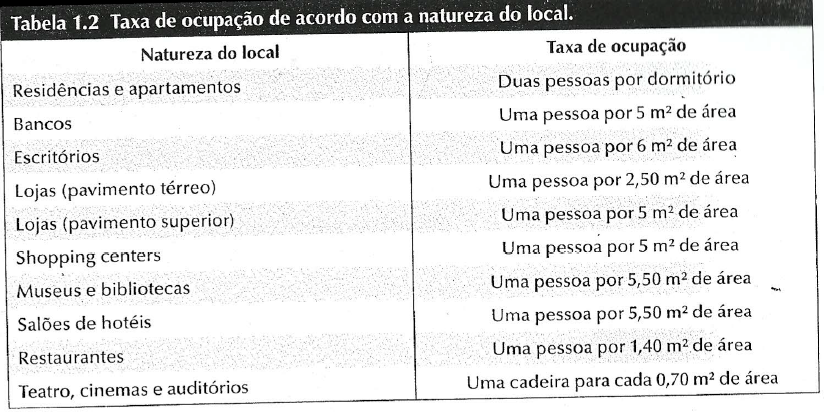 Tabela 1.2 Taxa de ocupação de acordo com a natureza do local.
Natureza do local Taxa de ocupação
Residências e apartamentos Duas pessoas por dormitório
Bancos Uma pessoa por 5 m² de área
Escritórios Uma pessoa por 6 m² de área
Lojas (pavimento térreo) Uma pessoa por 2,50 m² de área
Lojas (pavimento superior) Uma pessoa por 5 m² de área
Shopping centers Uma pessoa por 5 m² de área
Museus e bibliotecas Uma pessoa por 5,50 m² de área
Salões de hotéis Uma pessoa por 5,50 m² de área
Restaurantes Uma pessoa por 1,40 m² de área
Teatro, cinemas e auditórios Uma cadeira para cada 0,70 m² de área